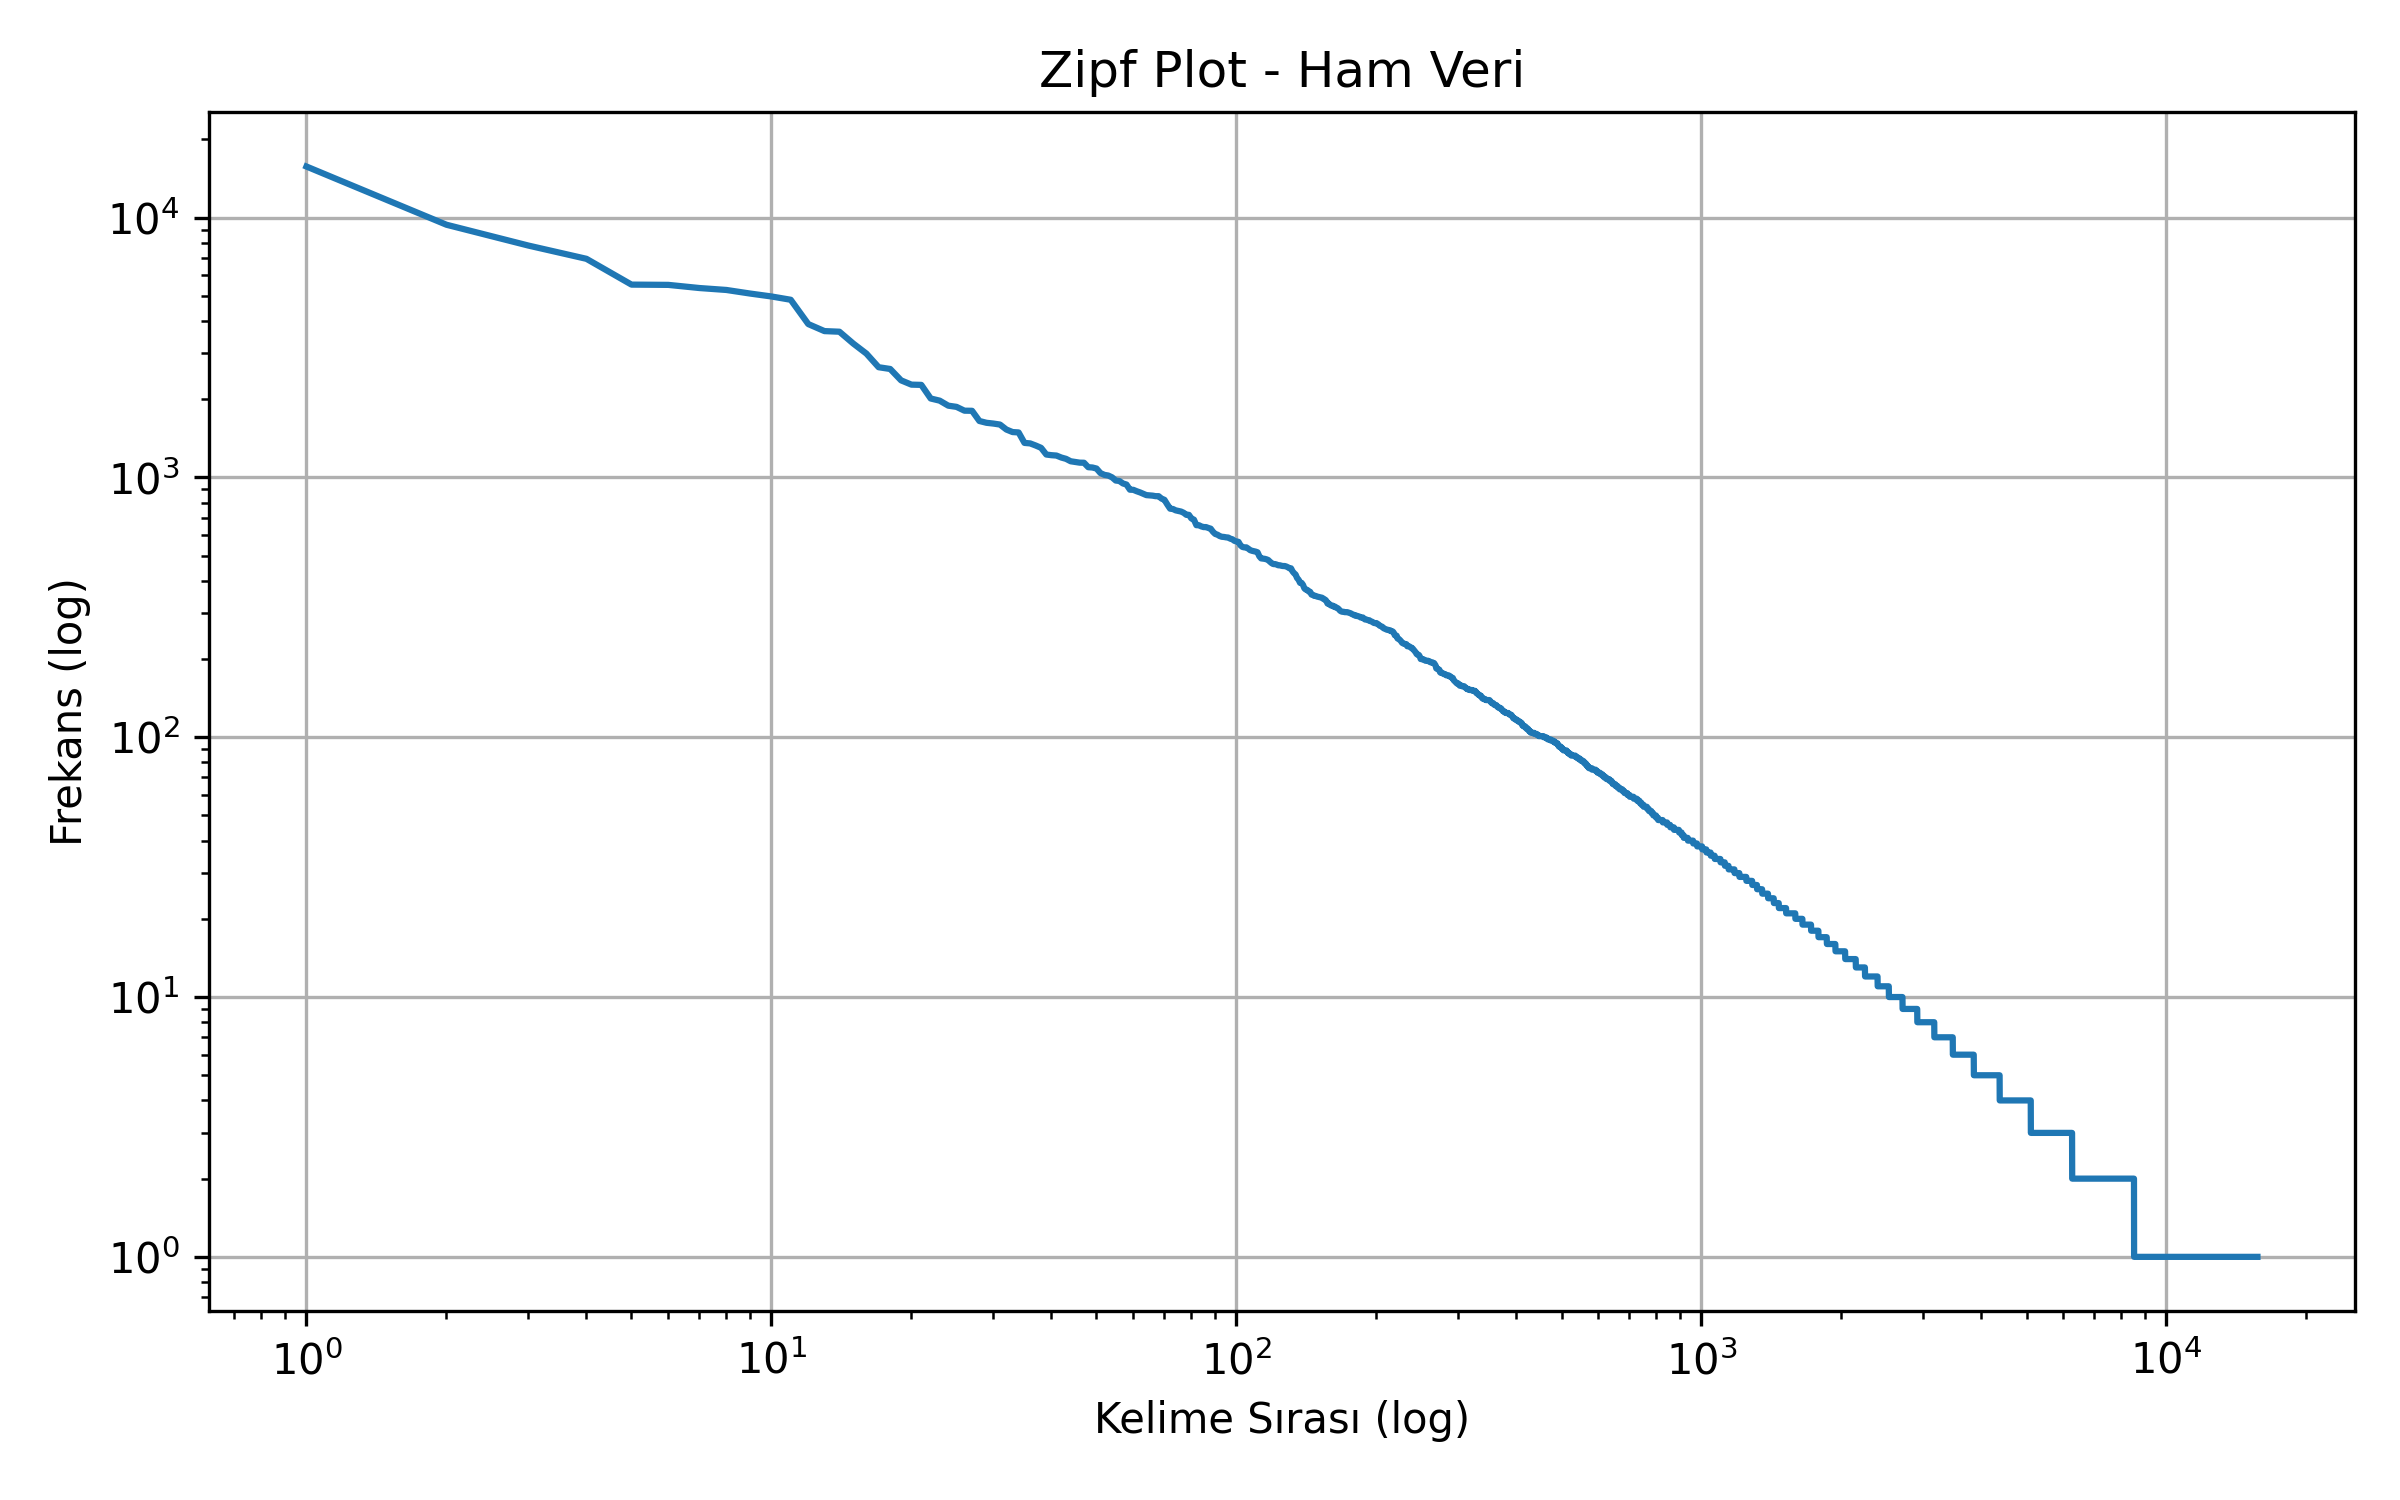 Zipf Plot - Ham Veri
Frekans (log)
10⁴
10³
10²
10¹
10⁰
10⁰ 10¹ 10² 10³ 10⁴
Kelime Sırası (log)